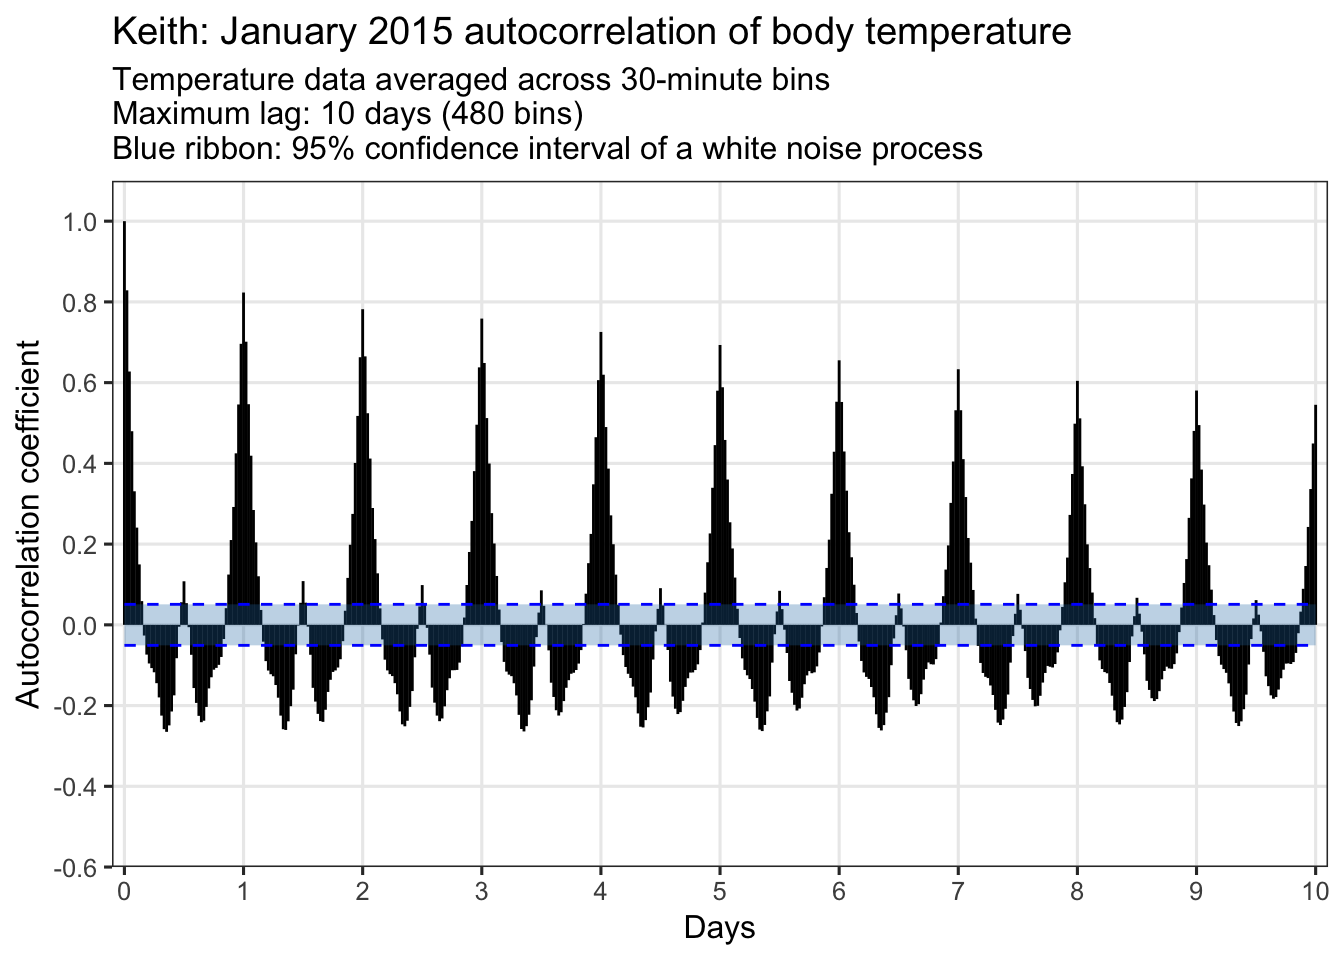 Keith: January 2015 autocorrelation of body temperature
Temperature data averaged across 30-minute bins
Maximum lag: 10 days (480 bins)
Blue ribbon: 95% confidence interval of a white noise process
Autocorrelation coefficient
1.0
0.8
0.6
0.4
0.2
0.0
-0.2
-0.4
-0.6
0 1 2 3 4 5 6 7 8 9 10
Days